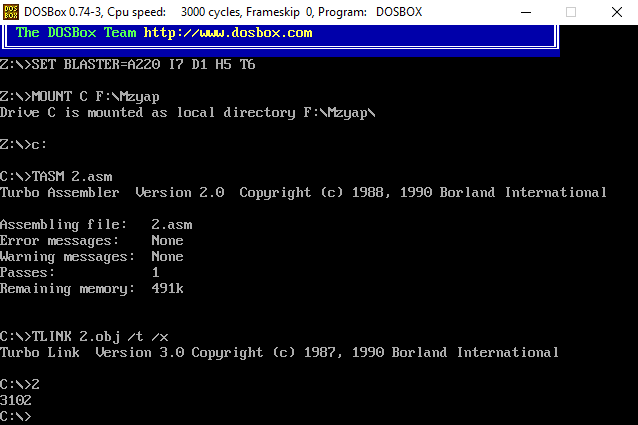 DOSBox 0.74-3, Cpu speed: 3000 cycles, Frameskip 0, Program: DOSBOX
The DOSBox Team http://www.dosbox.com
Z:\>SET BLASTER=A220 I7 D1 H5 T6
Z:\>MOUNT C F:\Mzyap
Drive C is mounted as local directory F:\Mzyap\
Z:\>c:
C:\>TASM 2.asm
Turbo Assembler  Version 2.0  Copyright (c) 1988, 1990 Borland International
Assembling file:   2.asm
Error messages:    None
Warning messages:  None
Passes:            1
Remaining memory:  491k
C:\>TLINK 2.obj /t /x
Turbo Link  Version 3.0 Copyright (c) 1987, 1990 Borland International
C:\>2
3102
C:\>